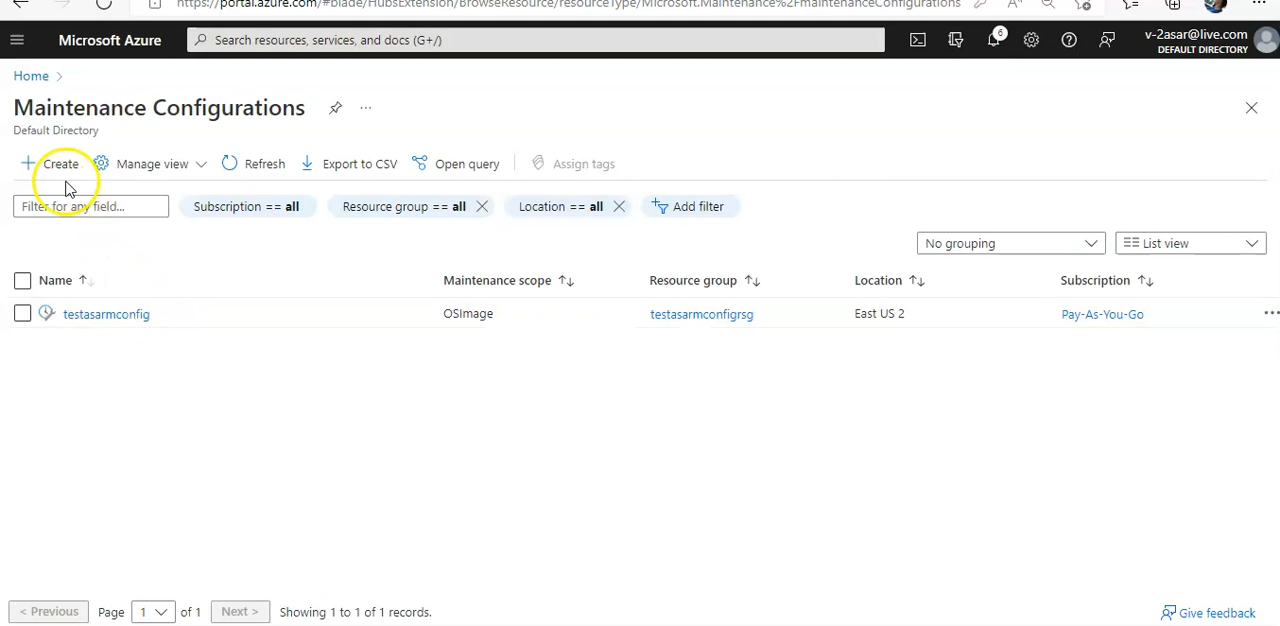 https://portal.azure.com/#blade/HubsExtension/BrowseResource/resourceType/Microsoft.Maintenance%2FmaintenanceConfigurations
Microsoft Azure
Search resources, services, and docs (G+/)
6
v-2asar@live.com
DEFAULT DIRECTORY
Home
Maintenance Configurations
Default Directory
Create
Manage view
Refresh
Export to CSV
Open query
Assign tags
Filter for any field...
Subscription == all
Resource group == all
Location == all
Add filter
No grouping
List view
Name
Maintenance scope
Resource group
Location
Subscription
testasarmconfig
OSImage
testasarmconfigrsg
East US 2
Pay-As-You-Go
< Previous
Page
1
of 1
Next >
Showing 1 to 1 of 1 records.
Give feedback